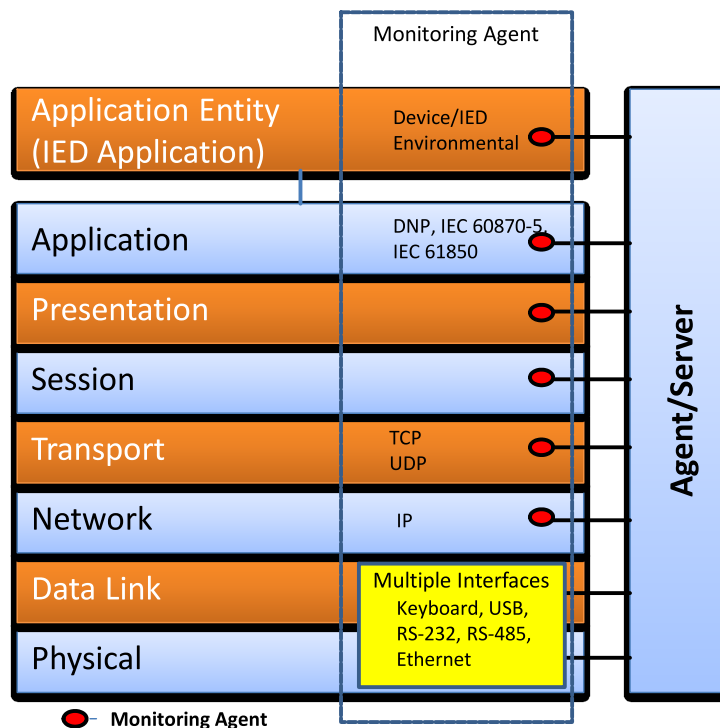 Monitoring Agent
Application Entity
(IED Application)
Device/IED
Environmental
Application
DNP, IEC 60870-5,
IEC 61850
Presentation
Session
Transport
TCP
UDP
Network
IP
Data Link
Multiple Interfaces
Keyboard, USB,
RS-232, RS-485,
Ethernet
Physical
Agent/Server
Monitoring Agent